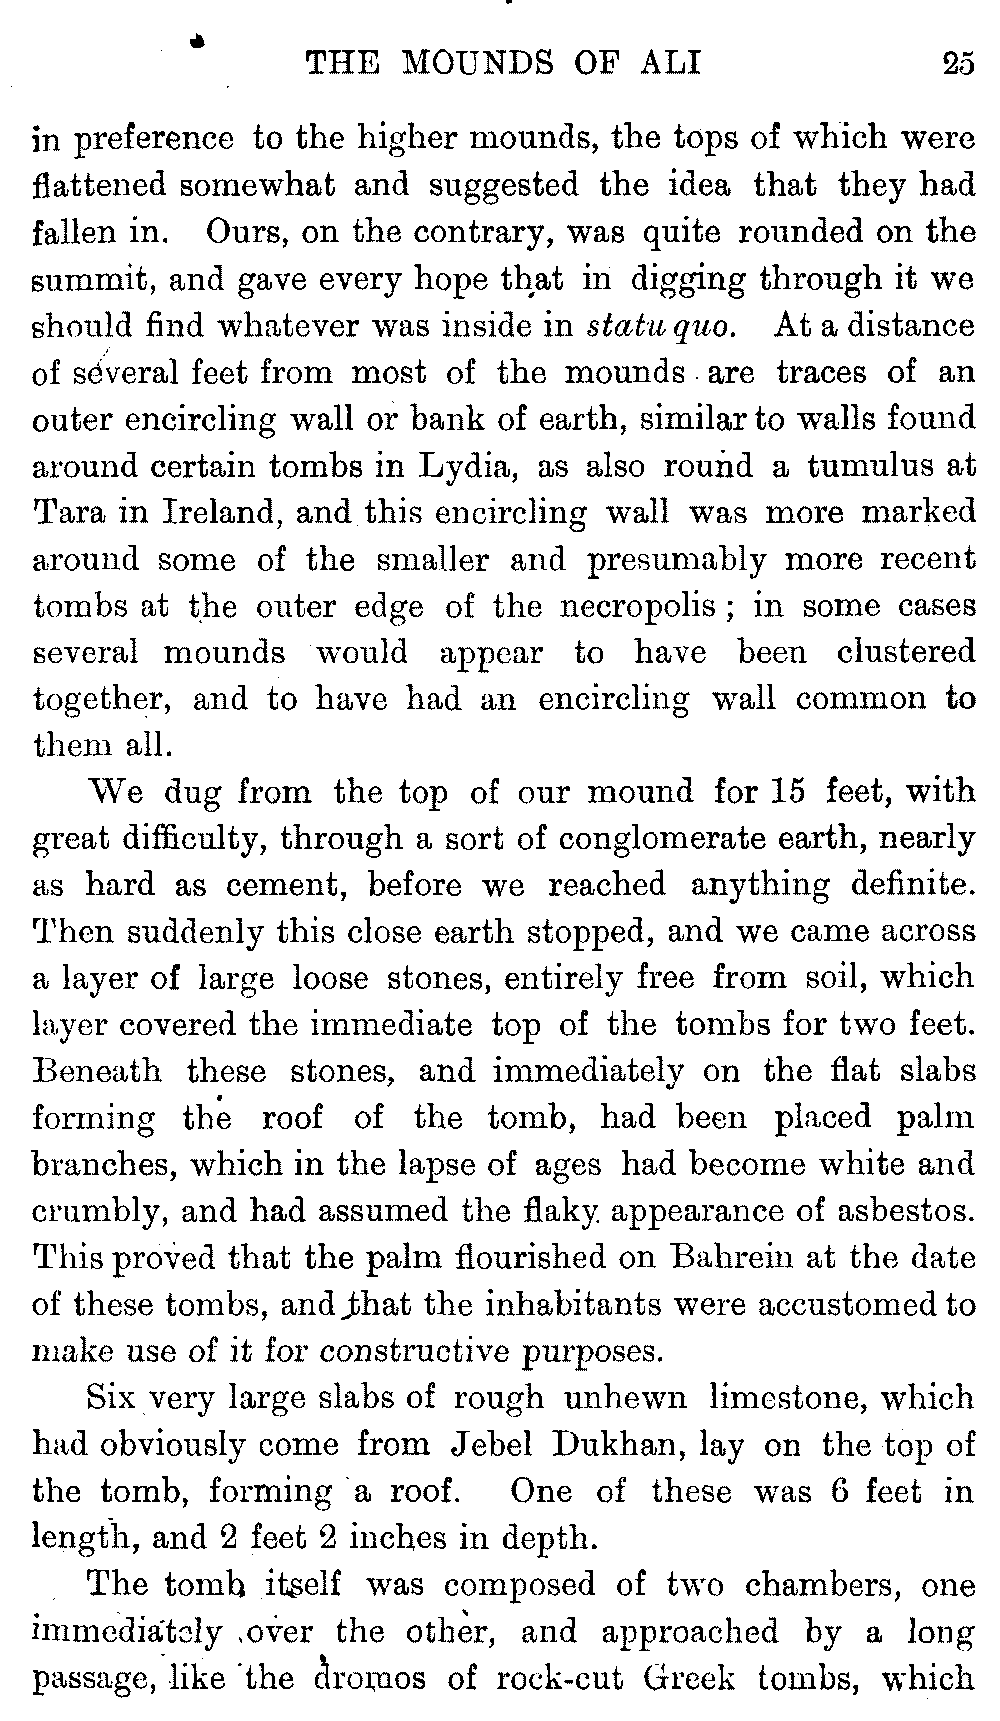 THE MOUNDS OF ALI 25
in preference to the higher mounds, the tops of which were
flattened somewhat and suggested the idea that they had
fallen in. Ours, on the contrary, was quite rounded on the
summit, and gave every hope that in digging through it we
should find whatever was inside in statu quo. At a distance
of several feet from most of the mounds are traces of an
outer encircling wall or bank of earth, similar to walls found
around certain tombs in Lydia, as also round a tumulus at
Tara in Ireland, and this encircling wall was more marked
around some of the smaller and presumably more recent
tombs at the outer edge of the necropolis ; in some cases
several mounds would appear to have been clustered
together, and to have had an encircling wall common to
them all.
We dug from the top of our mound for 15 feet, with
great difficulty, through a sort of conglomerate earth, nearly
as hard as cement, before we reached anything definite.
Then suddenly this close earth stopped, and we came across
a layer of large loose stones, entirely free from soil, which
layer covered the immediate top of the tombs for two feet.
Beneath these stones, and immediately on the flat slabs
forming the roof of the tomb, had been placed palm
branches, which in the lapse of ages had become white and
crumbly, and had assumed the flaky appearance of asbestos.
This proved that the palm flourished on Bahrein at the date
of these tombs, and that the inhabitants were accustomed to
make use of it for constructive purposes.
Six very large slabs of rough unhewn limestone, which
had obviously come from Jebel Dukhan, lay on the top of
the tomb, forming a roof. One of these was 6 feet in
length, and 2 feet 2 inches in depth.
The tomb itself was composed of two chambers, one
immediately over the other, and approached by a long
passage, like the dromos of rock-cut Greek tombs, which